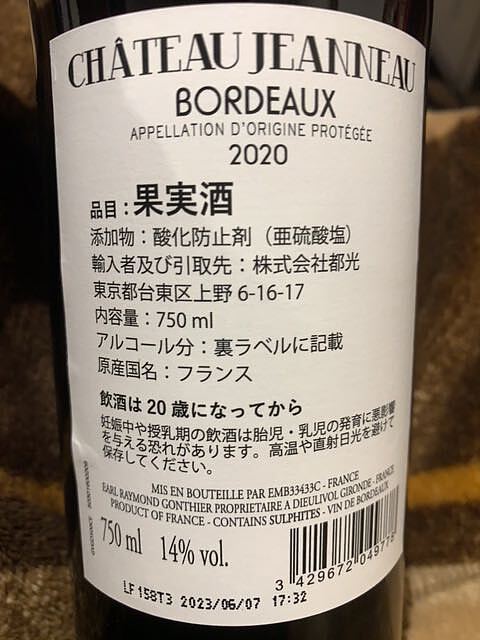 CHÂTEAU JEANNEAU
BORDEAUX
APPELLATION D'ORIGINE PROTÉGÉE
2020
品目：果実酒
添加物：酸化防止剤（亜硫酸塩）
輸入者及び引取先：株式会社都光
東京都台東区上野 6-16-17
内容量：750 ml
アルコール分：裏ラベルに記載
原産国名：フランス
飲酒は 20 歳になってから
妊娠中や授乳期の飲酒は胎児・乳児の発育に悪影響
を与える恐れがあります。高温や直射日光を避けて
保存してください。
MIS EN BOUTEILLE PAR EMB33433C - FRANCE
EARL RAYMOND GONTHIER PROPRIETAIRE A DIEULIVOL GIRONDE - FRANCE
PRODUCT OF FRANCE - CONTAINS SULPHITES - VIN DE BORDEAUX
750 ml 14% vol.
3 429672 049778
LF158T3 2023/06/07 17:32